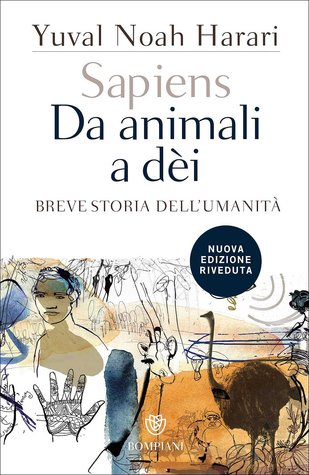 Yuval Noah Harari
Sapiens
Da animali
a dèi
BREVE STORIA DELL'UMANITÀ
NUOVA
EDIZIONE
RIVEDUTA
BOMPIANI